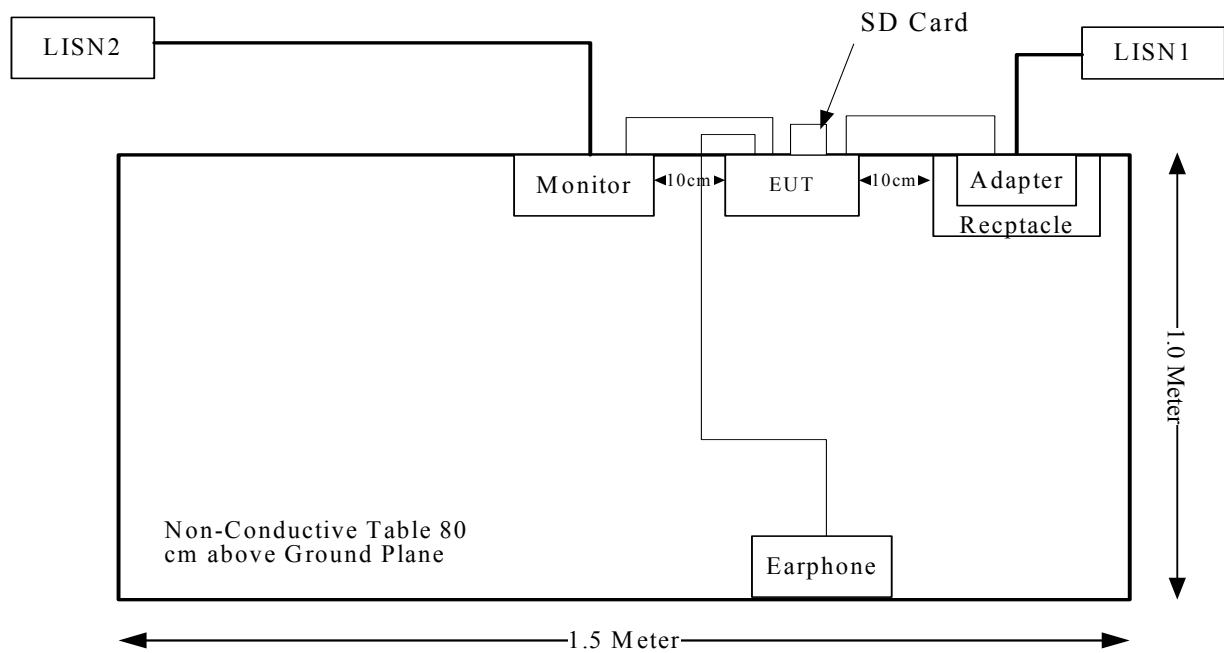 SD Card
LISN2
LISN1
Monitor
10cm
EUT
10cm
Adapter
Recptacle
1.0 Meter
Non-Conductive Table 80
cm above Ground Plane
Earphone
1.5 Meter